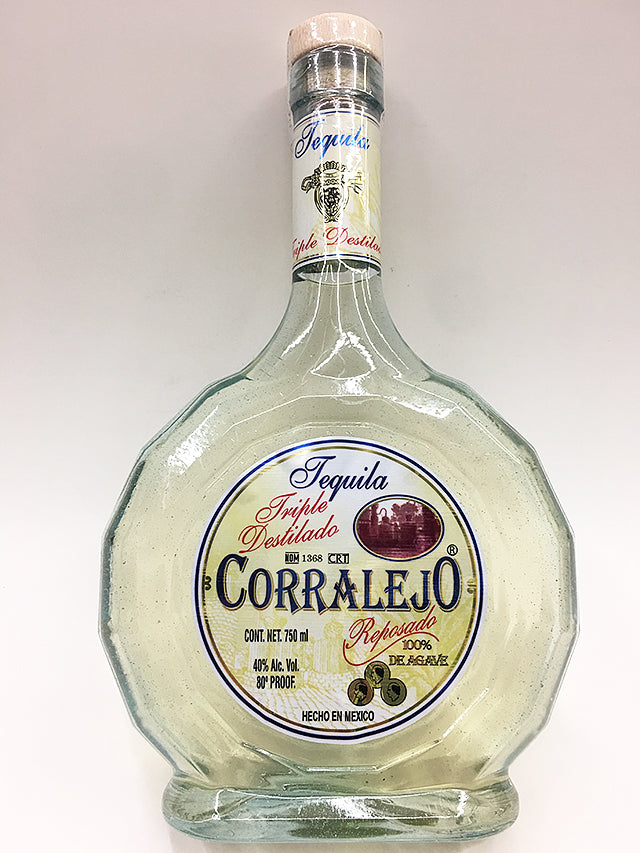 Tequila
Triple Destilado
Tequila
Triple
Destilado
NOM 1368 CRT
CORRALEJO®
CONT. NET. 750 ml
Reposado
100%
DE AGAVE
40% Alc. Vol.
80° PROOF.
HECHO EN MEXICO